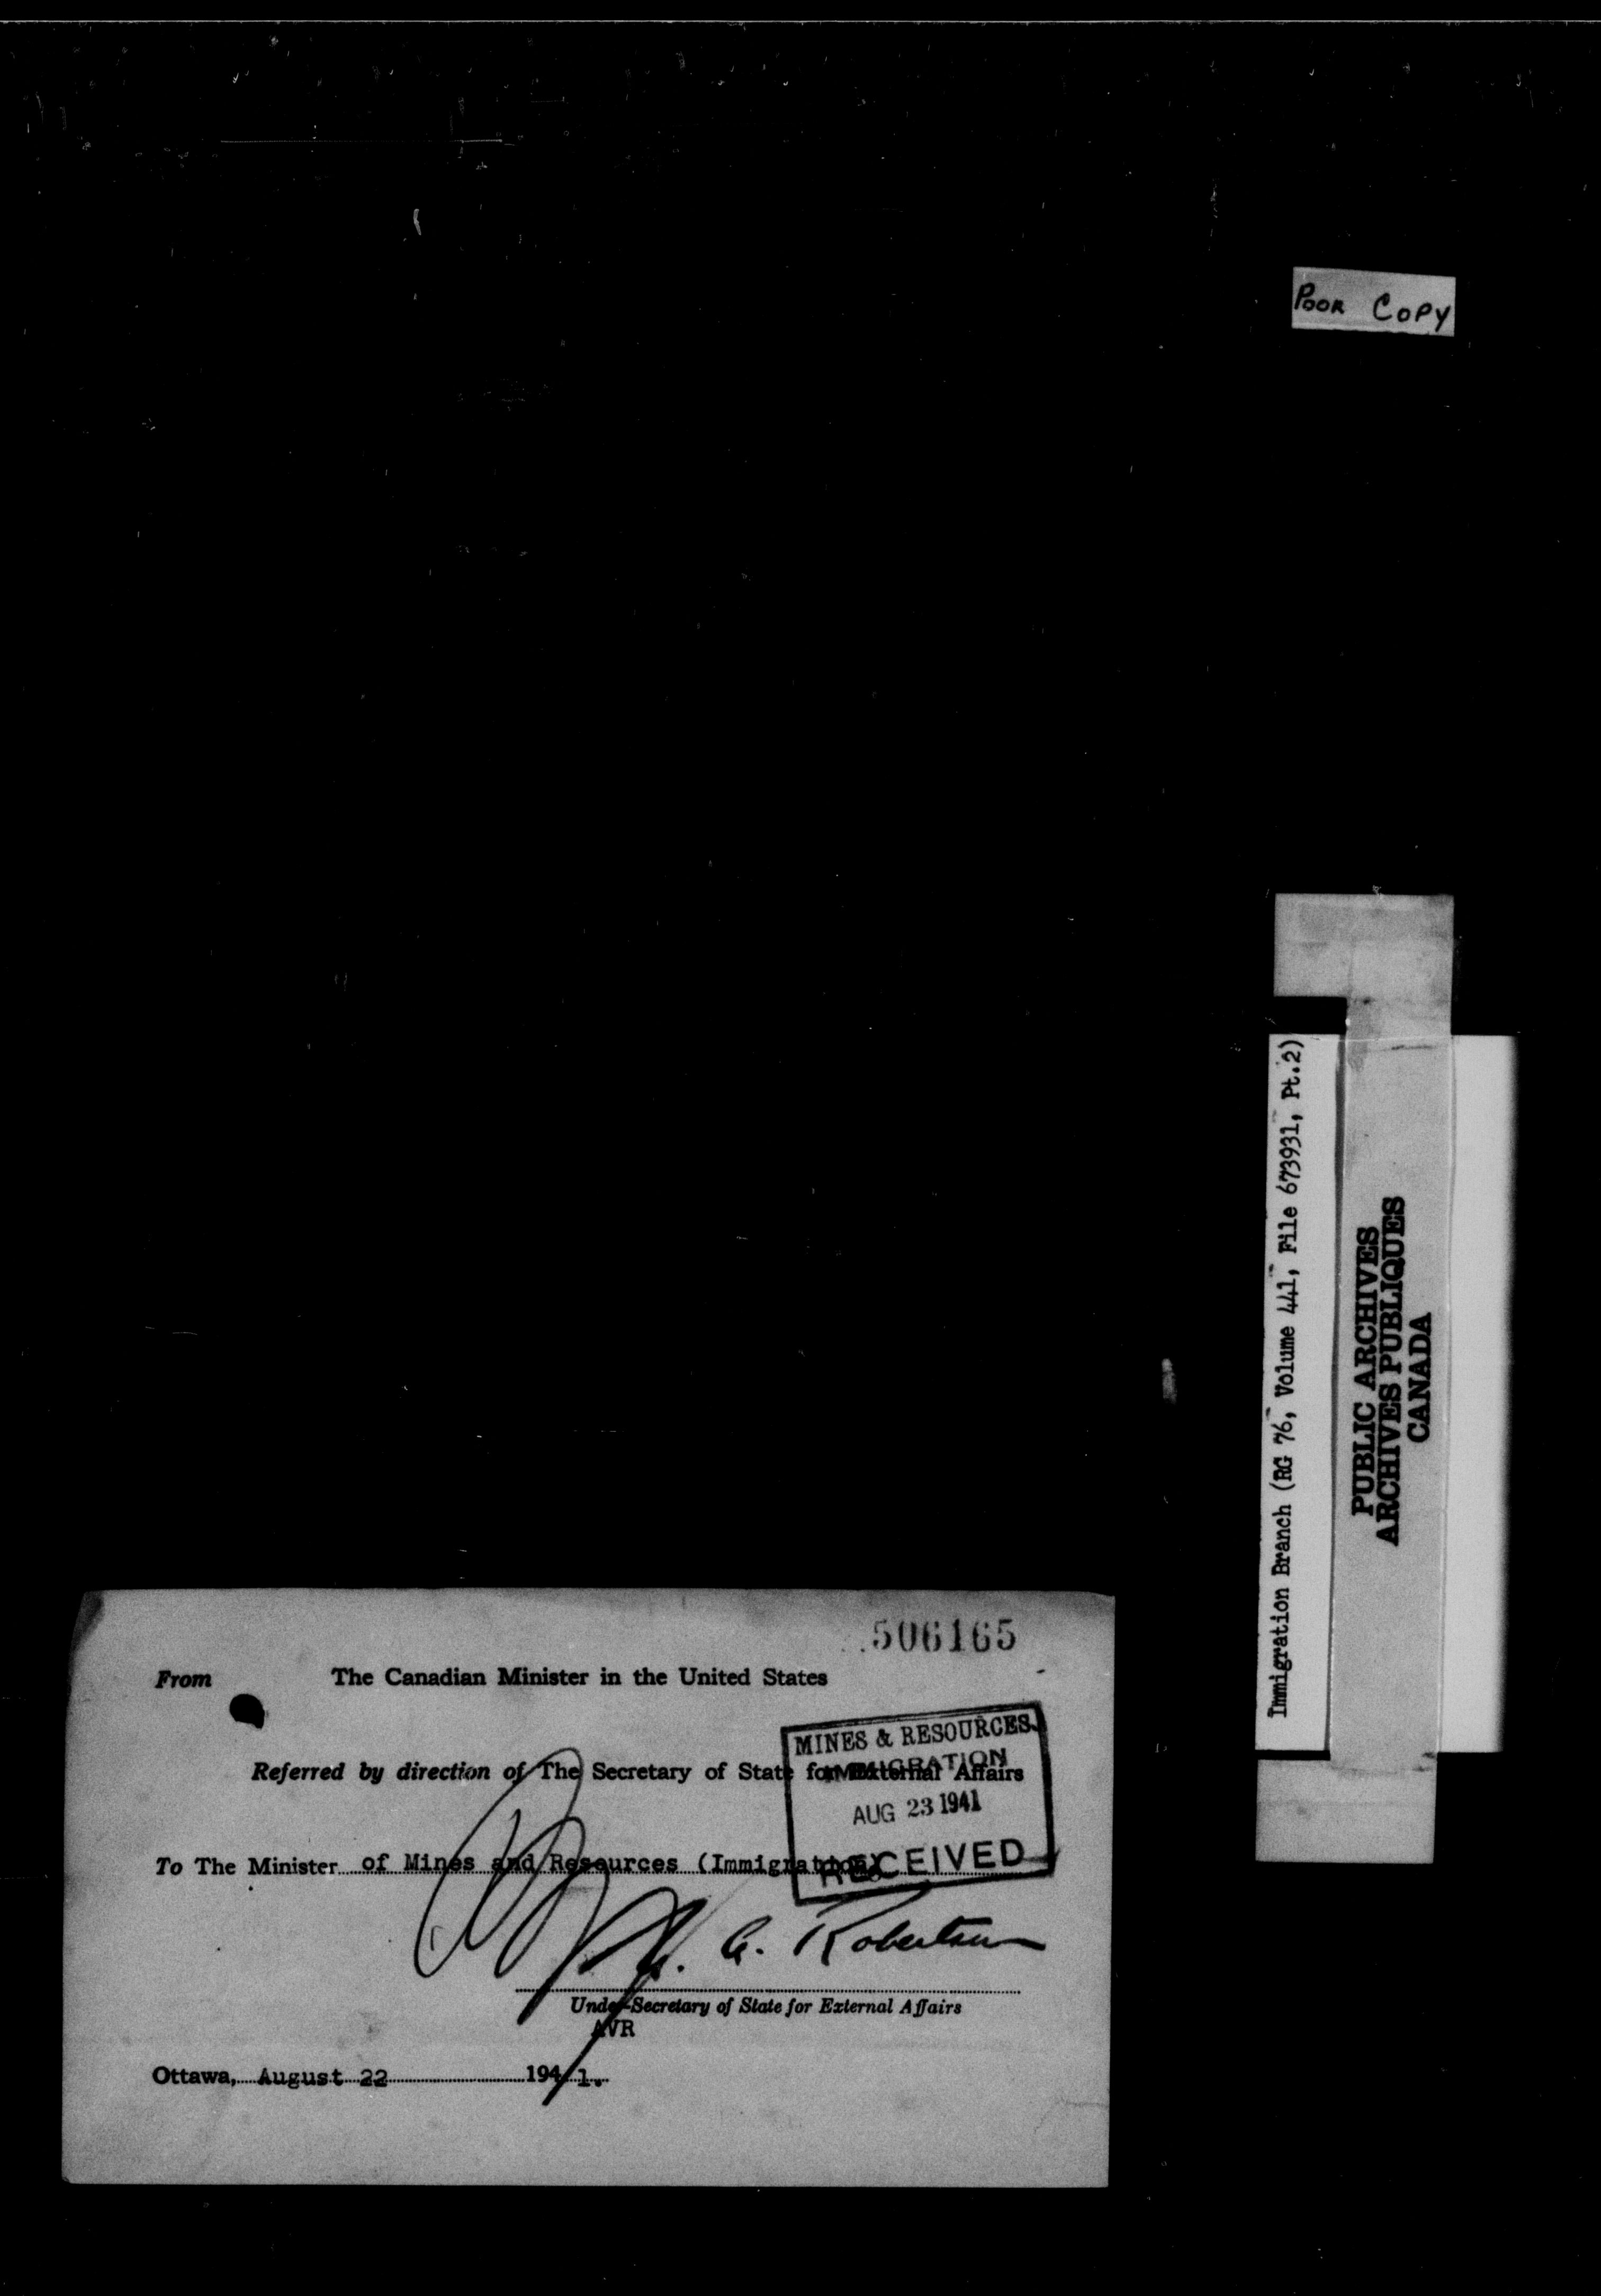 POOR COPY
Immigration Branch (RG 76, Volume 441, File 673931, Pt.2)
PUBLIC ARCHIVES
ARCHIVES PUBLIQUES
CANADA
506165
From The Canadian Minister in the United States
MINES & RESOURCES
IMMIGRATION
AUG 23 1941
RECEIVED
Referred by direction of The Secretary of State for External Affairs
To The Minister of Mines and Resources (Immigration)
A. Robertson
Under-Secretary of State for External Affairs
AVR
Ottawa, August 22 1941.